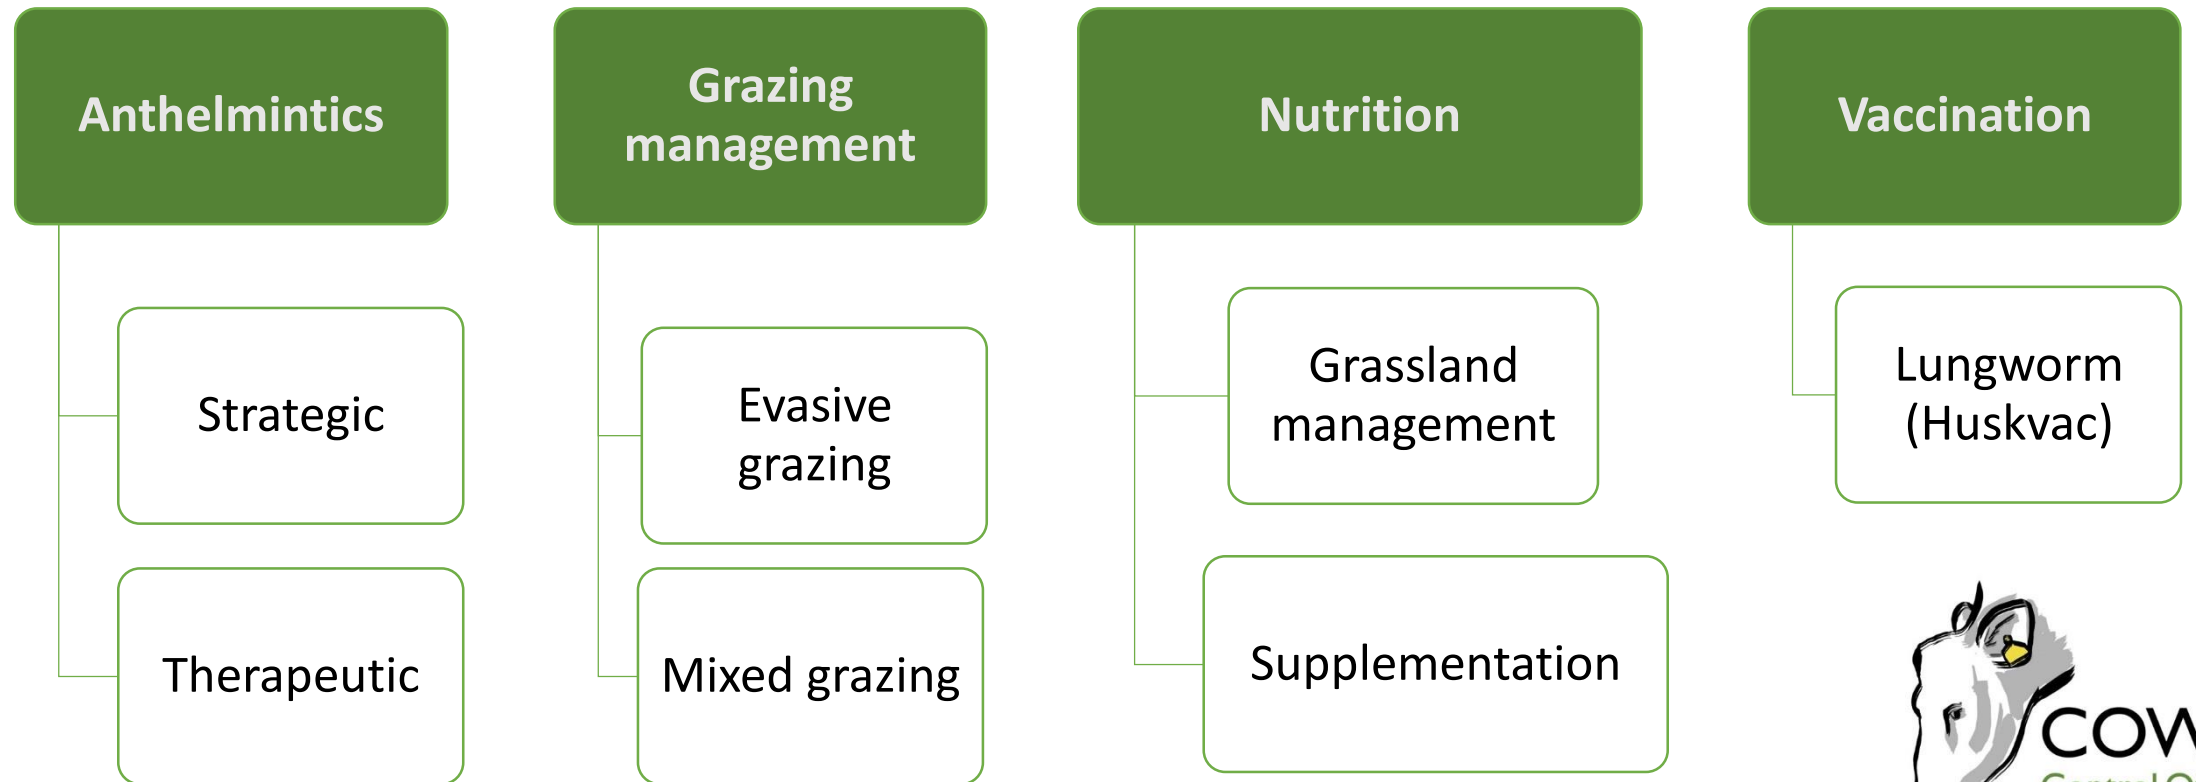 Anthelmintics
Strategic
Therapeutic
Grazing
management
Evasive
grazing
Mixed grazing
Nutrition
Grassland
management
Supplementation
Vaccination
Lungworm
(Huskvac)
COW